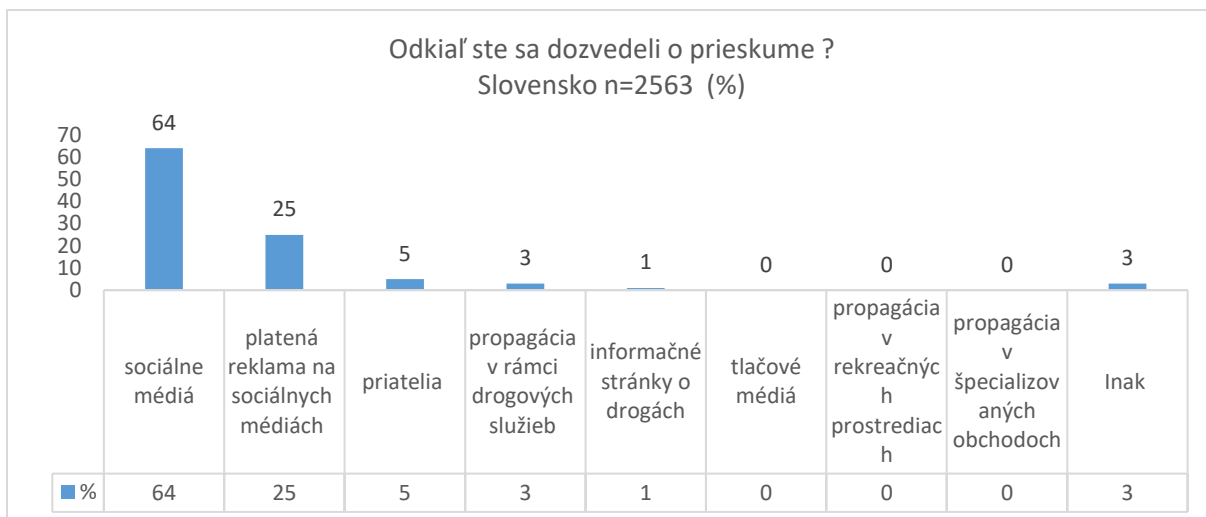 Odkiaľ ste sa dozvedeli o prieskume ?
Slovensko n=2563  (%)
70
60
50
40
30
20
10
0
64
25
5
3
1
0
0
0
3
sociálne
médiá
platená
reklama na
sociálnych
médiách
priatelia
propagácia
v rámci
drogových
služieb
informačné
stránky o
drogách
tlačové
médiá
propagácia
v
rekreačnýc
h
prostrediac
h
propagácia
v
špecializov
aných
obchodoch
Inak
% 64 25 5 3 1 0 0 0 3